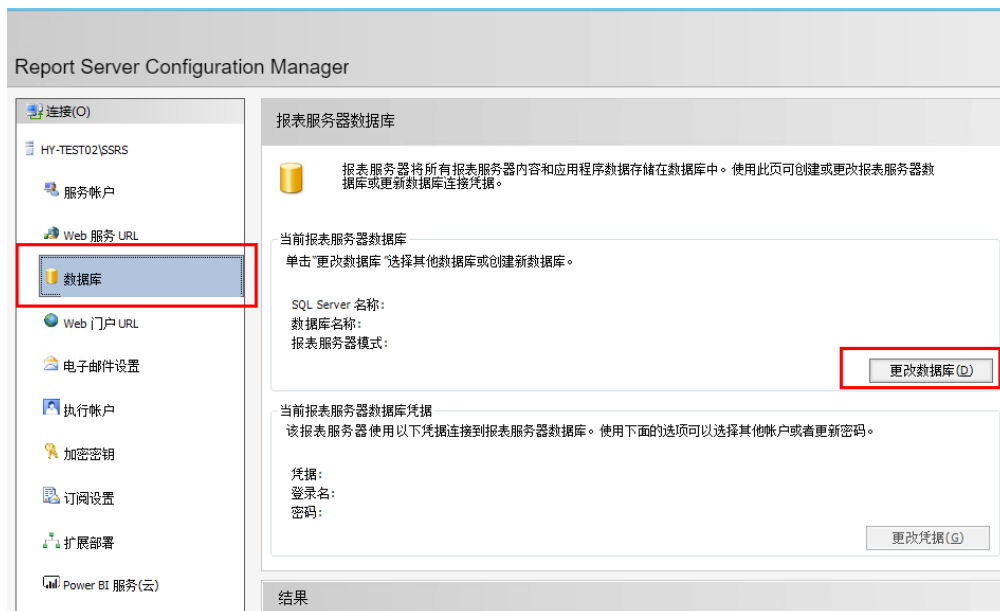 Report Server Configuration Manager
连接(O)
HY-TEST02\SSRS
服务帐户
Web 服务 URL
数据库
Web 门户 URL
电子邮件设置
执行帐户
加密密钥
订阅设置
扩展部署
Power BI 服务(云)
报表服务器数据库
报表服务器将所有报表服务器内容和应用程序数据存储在数据库中。使用此页可创建或更改报表服务器数
据库或更新数据库连接凭据。
当前报表服务器数据库
单击"更改数据库"选择其他数据库或创建新数据库。
SQL Server 名称:
数据库名称:
报表服务器模式:
更改数据库(D)
当前报表服务器数据库凭据
该报表服务器使用以下凭据连接到报表服务器数据库。使用下面的选项可以选择其他帐户或者更新密码。
凭据:
登录名:
密码:
更改凭据(G)
结果